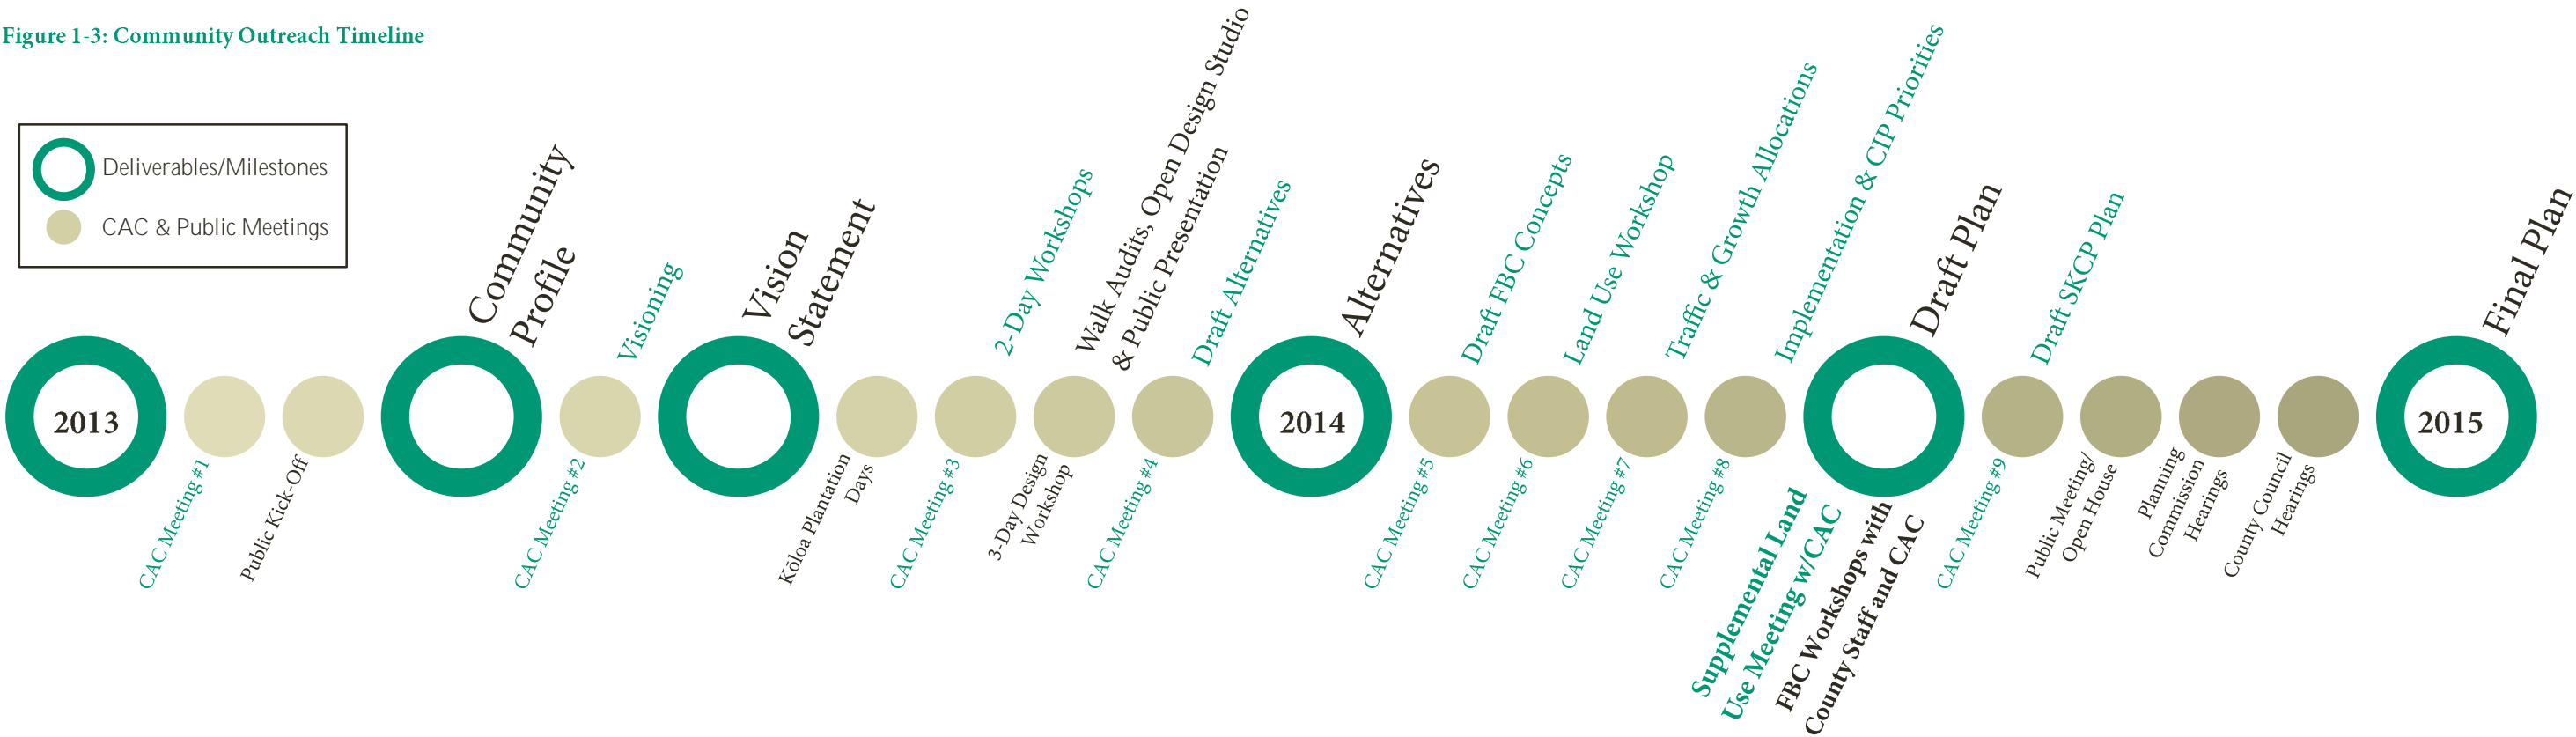 Figure 1-3: Community Outreach Timeline
Deliverables/Milestones
CAC & Public Meetings
2013
CAC Meeting #1
Public Kick-Off
Community
Profile
Visioning
CAC Meeting #2
Vision
Statement
Kōloa Plantation
Days
2-Day Workshops
CAC Meeting #3
Walk Audits, Open Design Studio
& Public Presentation
3-Day Design
Workshop
Draft Alternatives
CAC Meeting #4
Alternatives
2014
Draft FBC Concepts
CAC Meeting #5
Land Use Workshop
CAC Meeting #6
Traffic & Growth Allocations
CAC Meeting #7
Implementation & CIP Priorities
CAC Meeting #8
Draft Plan
Supplemental Land
Use Meeting w/CAC
FBC Workshops with
County Staff and CAC
Draft SKCP Plan
CAC Meeting #9
Public Meeting/
Open House
Planning
Commission
Hearings
County Council
Hearings
Final Plan
2015